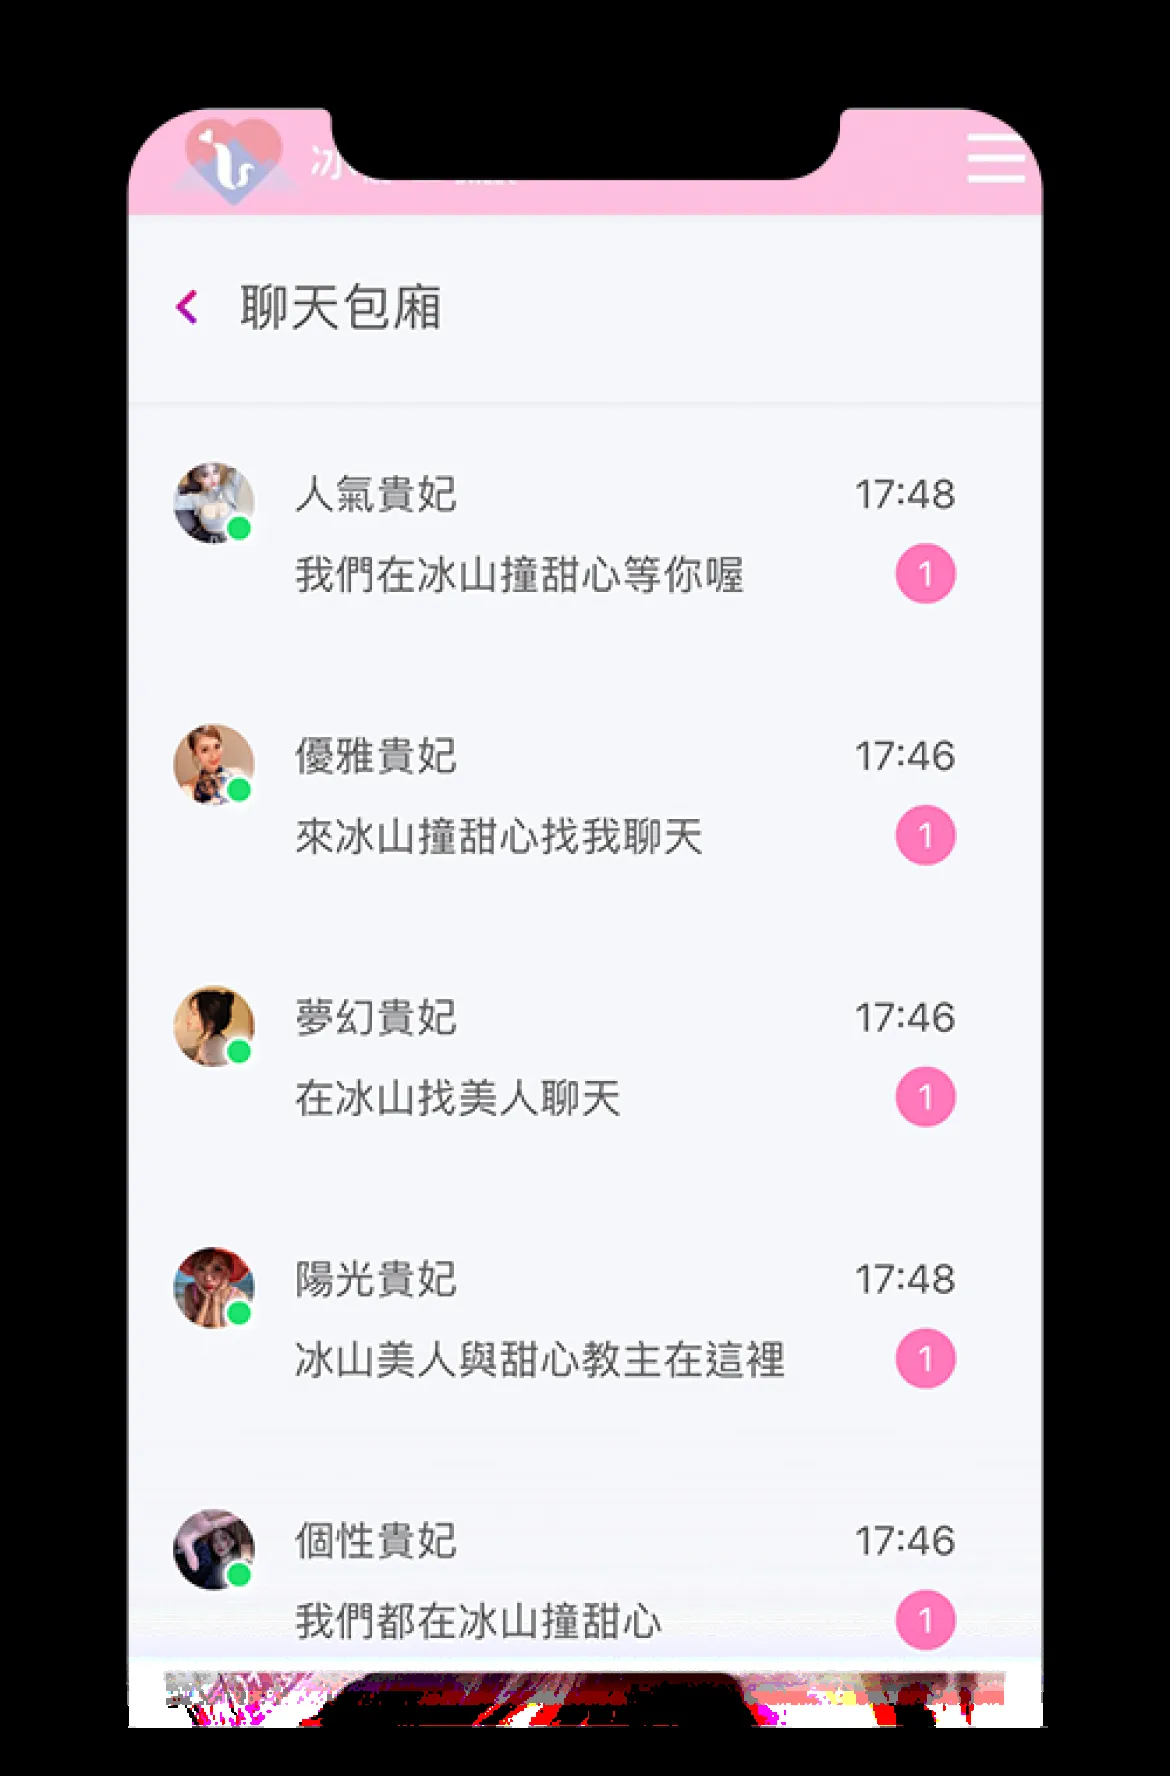 冰
聊天包廂
人氣貴妃
17:48
我們在冰山撞甜心等你喔
1
優雅貴妃
17:46
來冰山撞甜心找我聊天
1
夢幻貴妃
17:46
在冰山找美人聊天
1
陽光貴妃
17:48
冰山美人與甜心教主在這裡
1
個性貴妃
17:46
我們都在冰山撞甜心
1